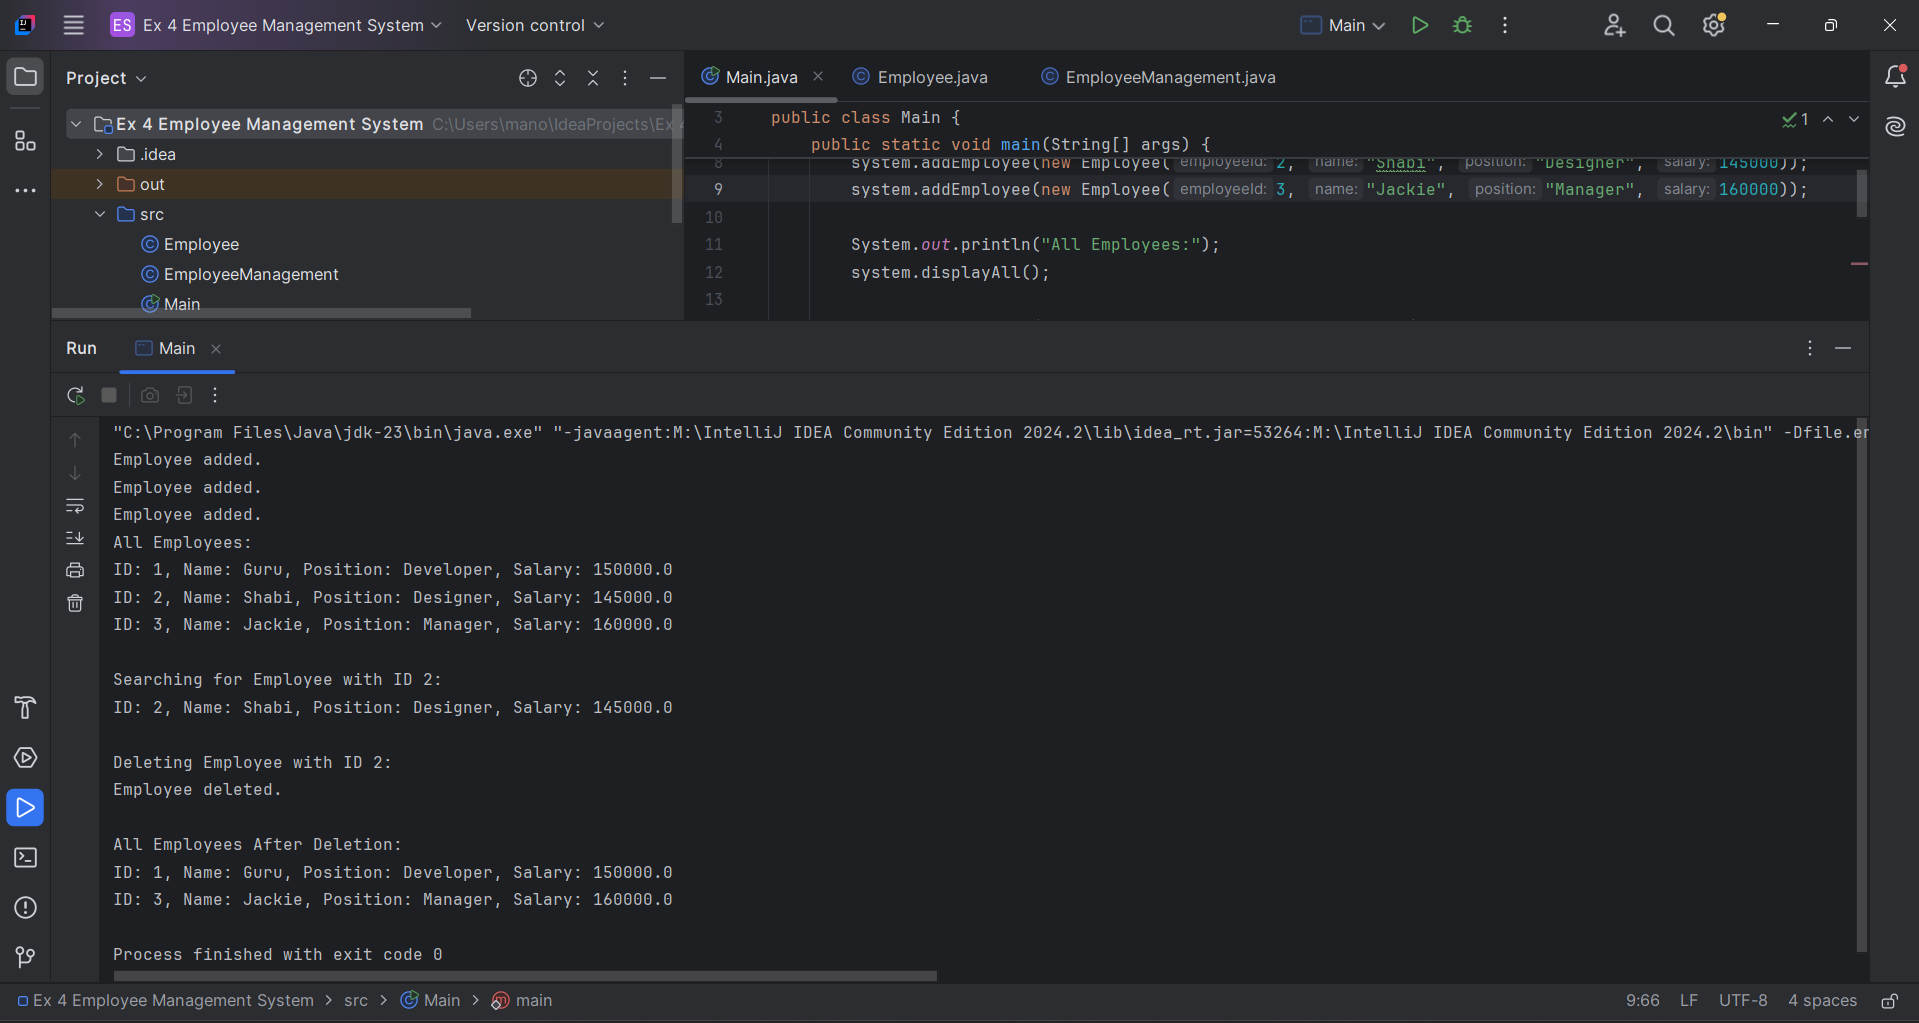 ES Ex 4 Employee Management System Version control Main
Project
Main.java Employee.java EmployeeManagement.java
Ex 4 Employee Management System C:\Users\mano\IdeaProjects\Ex 4
.idea
out
src
Employee
EmployeeManagement
Main
3 public class Main {
1
4 public static void main(String[] args) {
8 system.addEmployee(new Employee( employeeId: 2, name: "Shabi", position: "Designer", salary: 145000));
9 system.addEmployee(new Employee( employeeId: 3, name: "Jackie", position: "Manager", salary: 160000));
10
11 System.out.println("All Employees:");
12 system.displayAll();
13
Run Main
"C:\Program Files\Java\jdk-23\bin\java.exe" "-javaagent:M:\IntelliJ IDEA Community Edition 2024.2\lib\idea_rt.jar=53264:M:\IntelliJ IDEA Community Edition 2024.2\bin" -Dfile.en
Employee added.
Employee added.
Employee added.
All Employees:
ID: 1, Name: Guru, Position: Developer, Salary: 150000.0
ID: 2, Name: Shabi, Position: Designer, Salary: 145000.0
ID: 3, Name: Jackie, Position: Manager, Salary: 160000.0
Searching for Employee with ID 2:
ID: 2, Name: Shabi, Position: Designer, Salary: 145000.0
Deleting Employee with ID 2:
Employee deleted.
All Employees After Deletion:
ID: 1, Name: Guru, Position: Developer, Salary: 150000.0
ID: 3, Name: Jackie, Position: Manager, Salary: 160000.0
Process finished with exit code 0
Ex 4 Employee Management System > src > Main > main
9:66 LF UTF-8 4 spaces